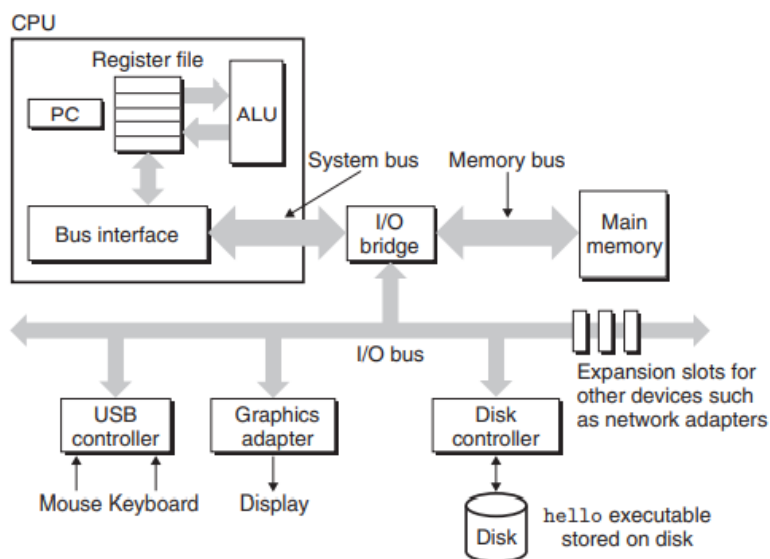 CPU
Register file
PC
ALU
System bus
Memory bus
Bus interface
I/O
bridge
Main
memory
I/O bus
Expansion slots for
other devices such
as network adapters
USB
controller
Graphics
adapter
Disk
controller
Mouse Keyboard
Display
Disk
hello executable
stored on disk